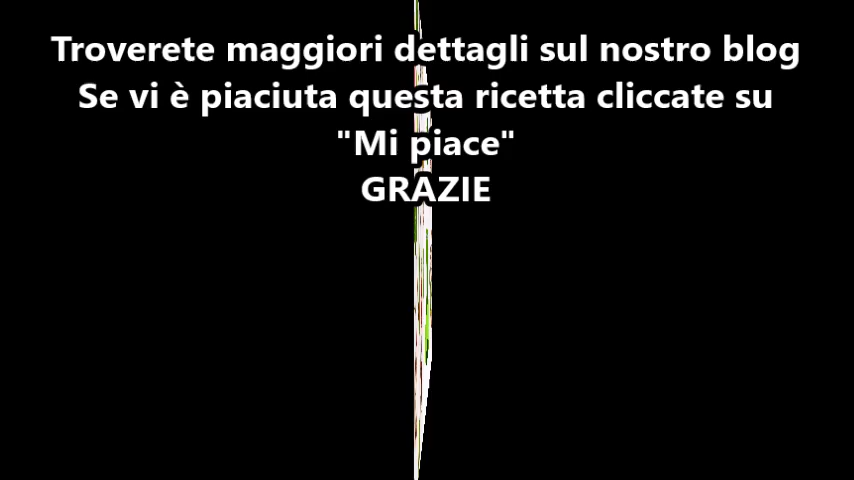 Troverete maggiori dettagli sul nostro blog
Se vi è piaciuta questa ricetta cliccate su
"Mi piace"
GRAZIE